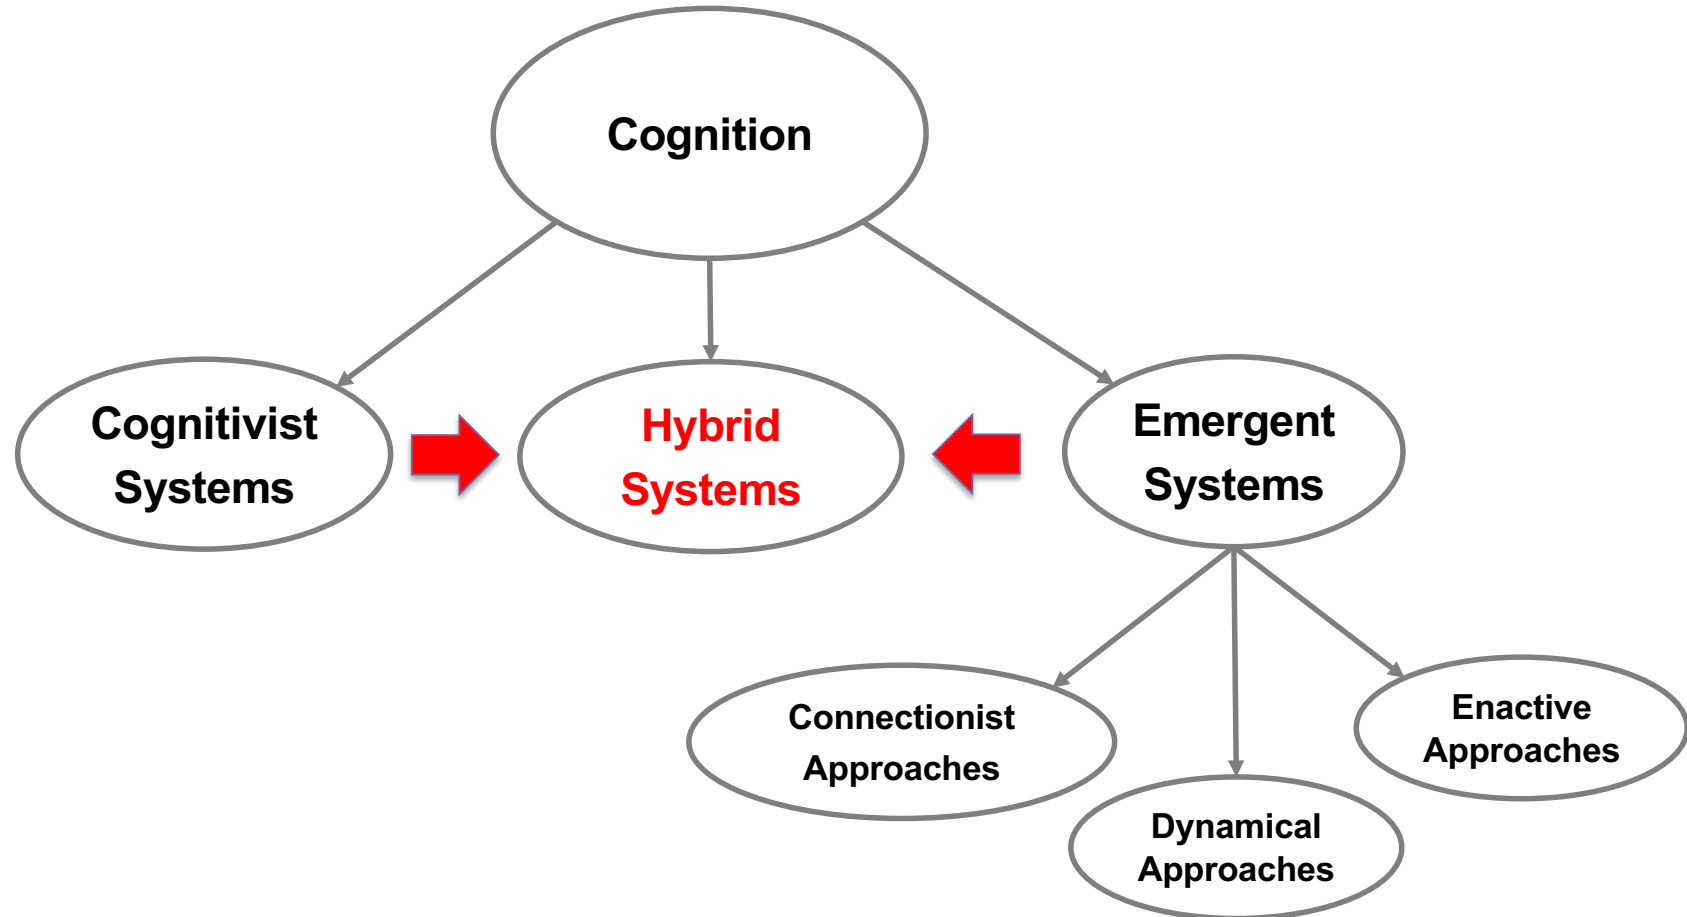 Cognition
Cognitivist
Systems
Hybrid
Systems
Emergent
Systems
Connectionist
Approaches
Dynamical
Approaches
Enactive
Approaches